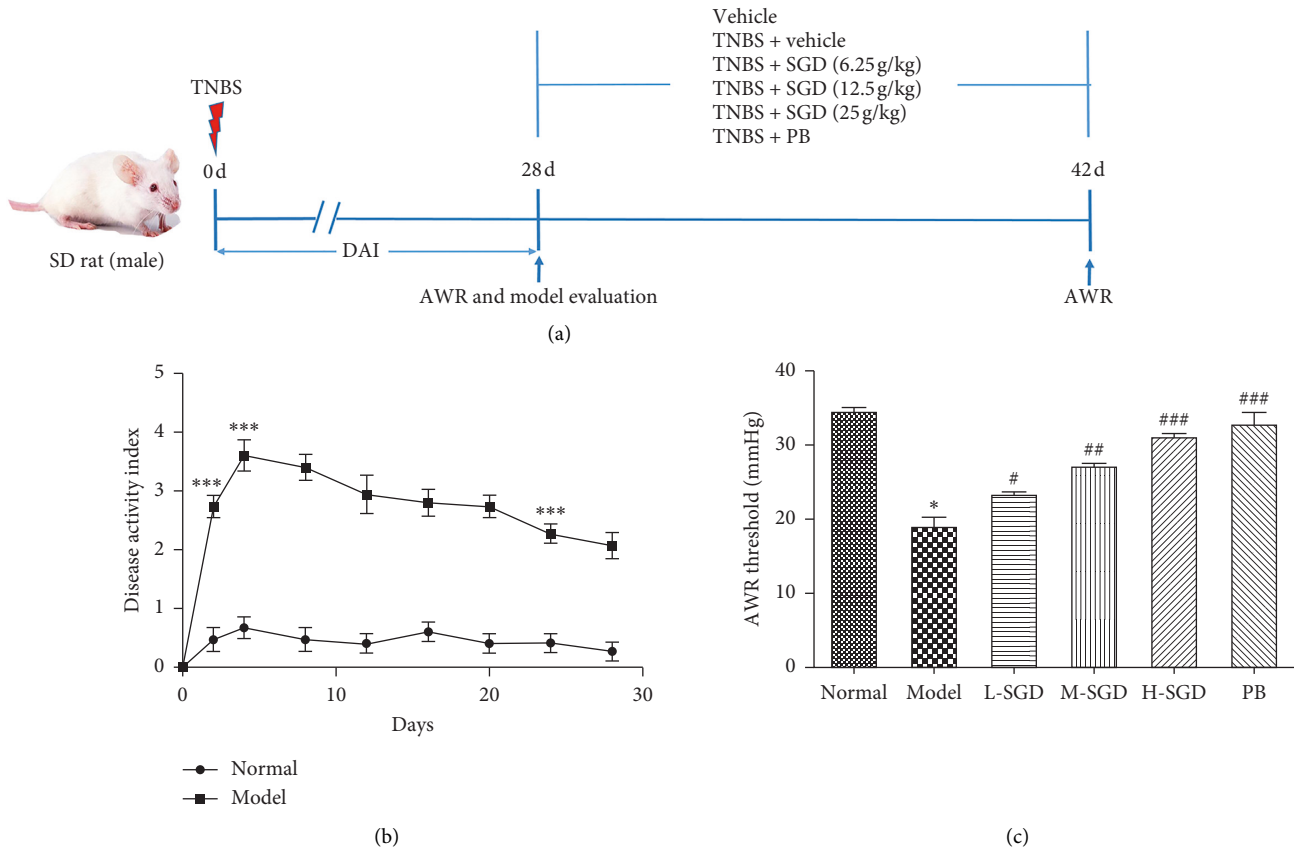 Vehicle
TNBS + vehicle
TNBS + SGD (6.25 g/kg)
TNBS + SGD (12.5 g/kg)
TNBS + SGD (25 g/kg)
TNBS + PB
TNBS
0 d
28 d
42 d
DAI
SD rat (male)
AWR and model evaluation
AWR
(a)
Disease activity index
5
4
3
2
1
0
***
***
***
0
10
20
30
Days
Normal
Model
(b)
AWR threshold (mmHg)
40
30
20
10
0
*
#
##
###
###
Normal
Model
L-SGD
M-SGD
H-SGD
PB
(c)